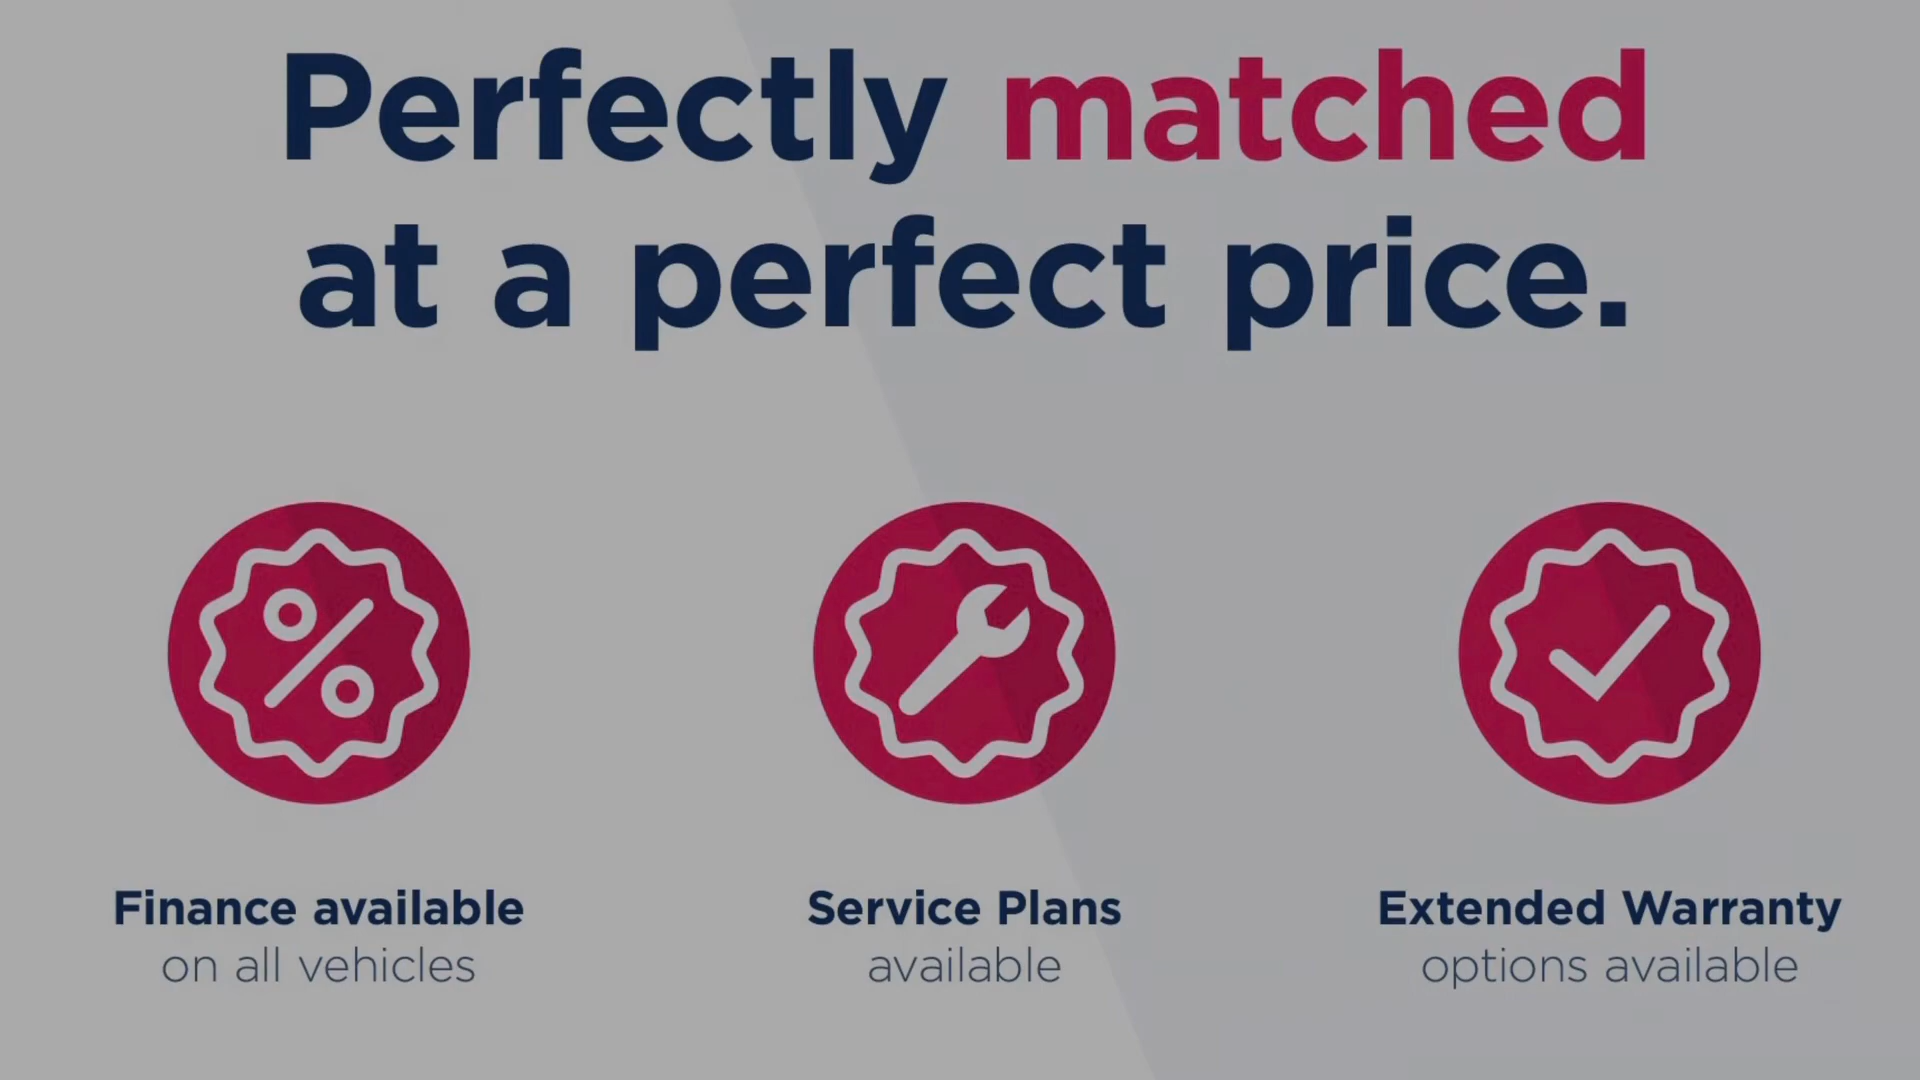 Perfectly matched
at a perfect price.
Finance available
on all vehicles
Service Plans
available
Extended Warranty
options available